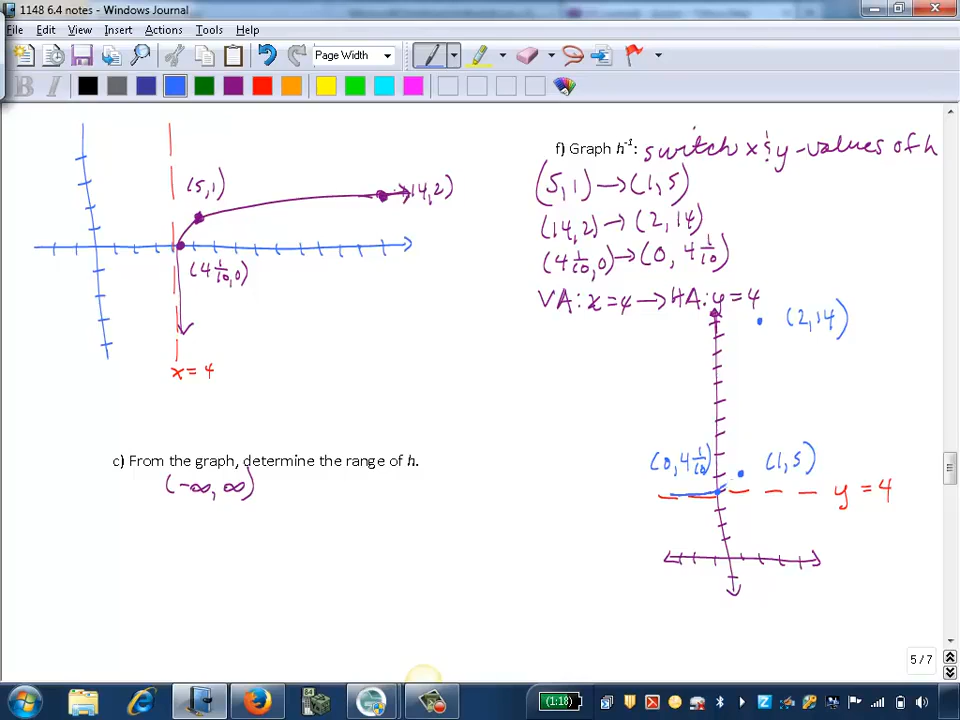 1148 6.4 notes - Windows Journal
File Edit View Insert Actions Tools Help
Page Width
B I
(5,1)
(14,2)
(4 1/10, 0)
x = 4
c) From the graph, determine the range of h.
(-∞, ∞)
f) Graph h⁻¹: switch x & y-values of h
(5,1) → (1,5)
(14,2) → (2,14)
(4 1/10, 0) → (0, 4 1/10)
VA: x = 4 → HA: y = 4
(2,14)
(0, 4 1/10) (1,5)
y = 4
5 / 7
(1:18)